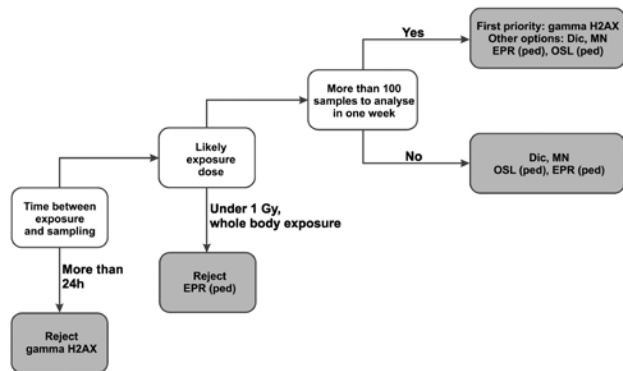 Yes
First priority: gamma H2AX
Other options: Dic, MN
EPR (ped), OSL (ped)
More than 100
samples to analyse
in one week
Likely
exposure
dose
No
Dic, MN
OSL (ped), EPR (ped)
Time between
exposure
and sampling
Under 1 Gy,
whole body exposure
More than
24h
Reject
EPR (ped)
Reject
gamma H2AX